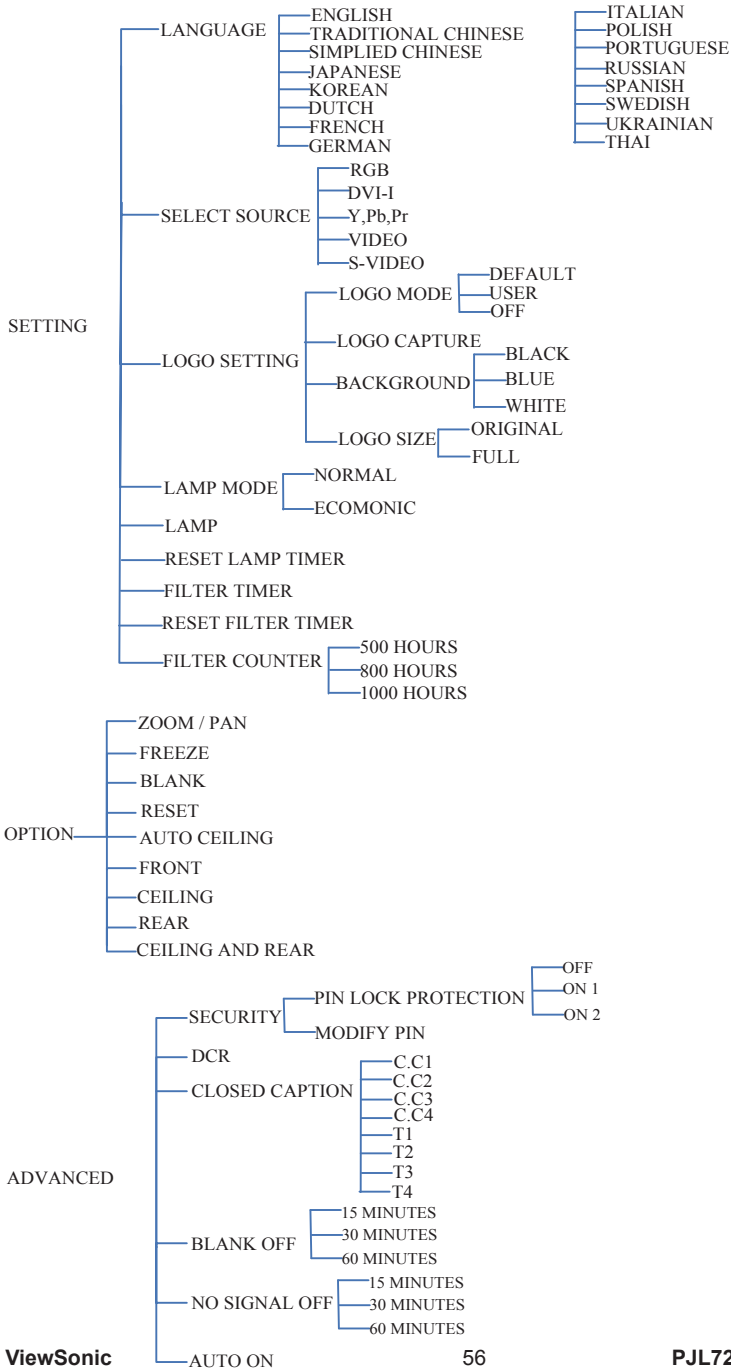 LANGUAGE
ENGLISH
TRADITIONAL CHINESE
SIMPLIED CHINESE
JAPANESE
KOREAN
DUTCH
FRENCH
GERMAN
ITALIAN
POLISH
PORTUGUESE
RUSSIAN
SPANISH
SWEDISH
UKRAINIAN
THAI
SELECT SOURCE
RGB
DVI-I
Y,Pb,Pr
VIDEO
S-VIDEO
SETTING
LOGO SETTING
LOGO MODE
DEFAULT
USER
OFF
LOGO CAPTURE
BACKGROUND
BLACK
BLUE
WHITE
LOGO SIZE
ORIGINAL
FULL
LAMP MODE
NORMAL
ECOMONIC
LAMP
RESET LAMP TIMER
FILTER TIMER
RESET FILTER TIMER
FILTER COUNTER
500 HOURS
800 HOURS
1000 HOURS
OPTION
ZOOM / PAN
FREEZE
BLANK
RESET
AUTO CEILING
FRONT
CEILING
REAR
CEILING AND REAR
ADVANCED
SECURITY
PIN LOCK PROTECTION
OFF
ON 1
ON 2
MODIFY PIN
DCR
CLOSED CAPTION
C.C1
C.C2
C.C3
C.C4
T1
T2
T3
T4
BLANK OFF
15 MINUTES
30 MINUTES
60 MINUTES
NO SIGNAL OFF
15 MINUTES
30 MINUTES
60 MINUTES
AUTO ON
ViewSonic 56 PJL72